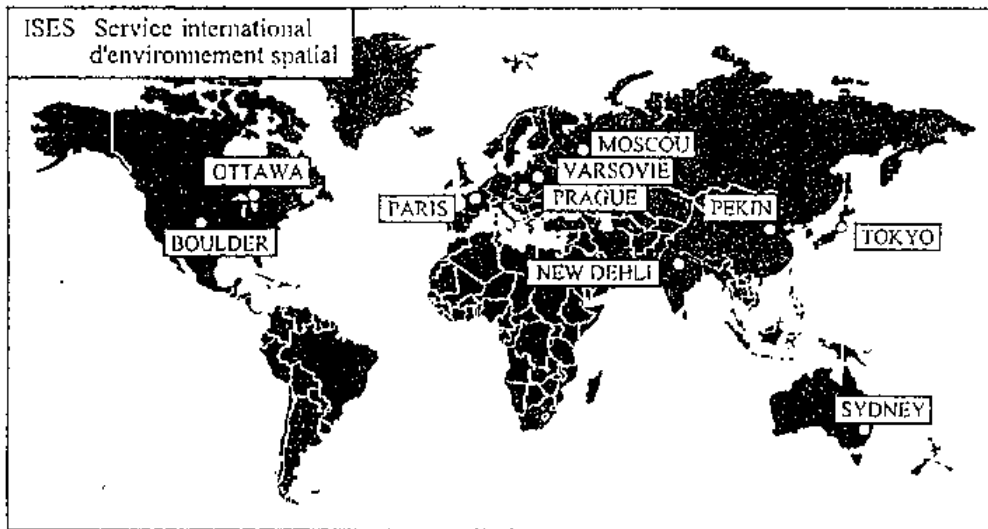 ISES Service international
d'environnement spatial
MOSCOU
OTTAWA
VARSOVIE
PARIS
PRAGUE
PEKIN
BOULDER
TOKYO
NEW DEHLI
SYDNEY